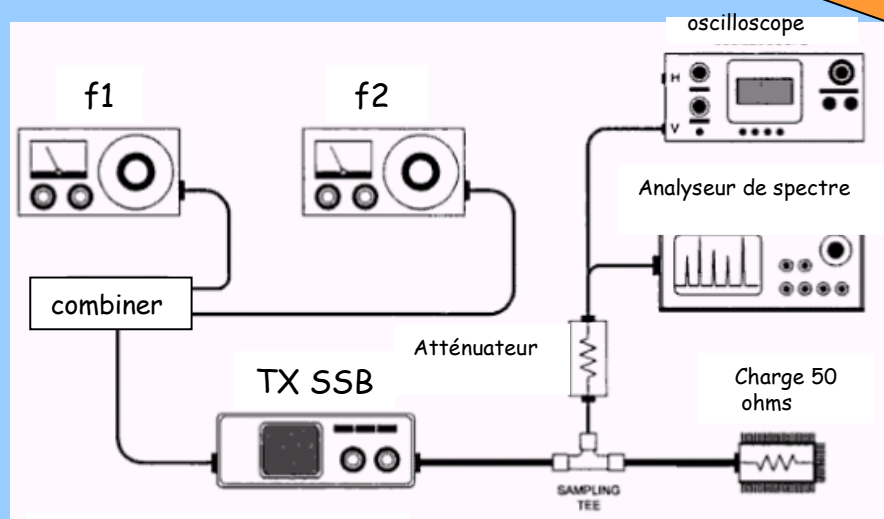 oscilloscope
f1
f2
H
V
Analyseur de spectre
combiner
Atténuateur
TX SSB
Charge 50
ohms
SAMPLING
TEE